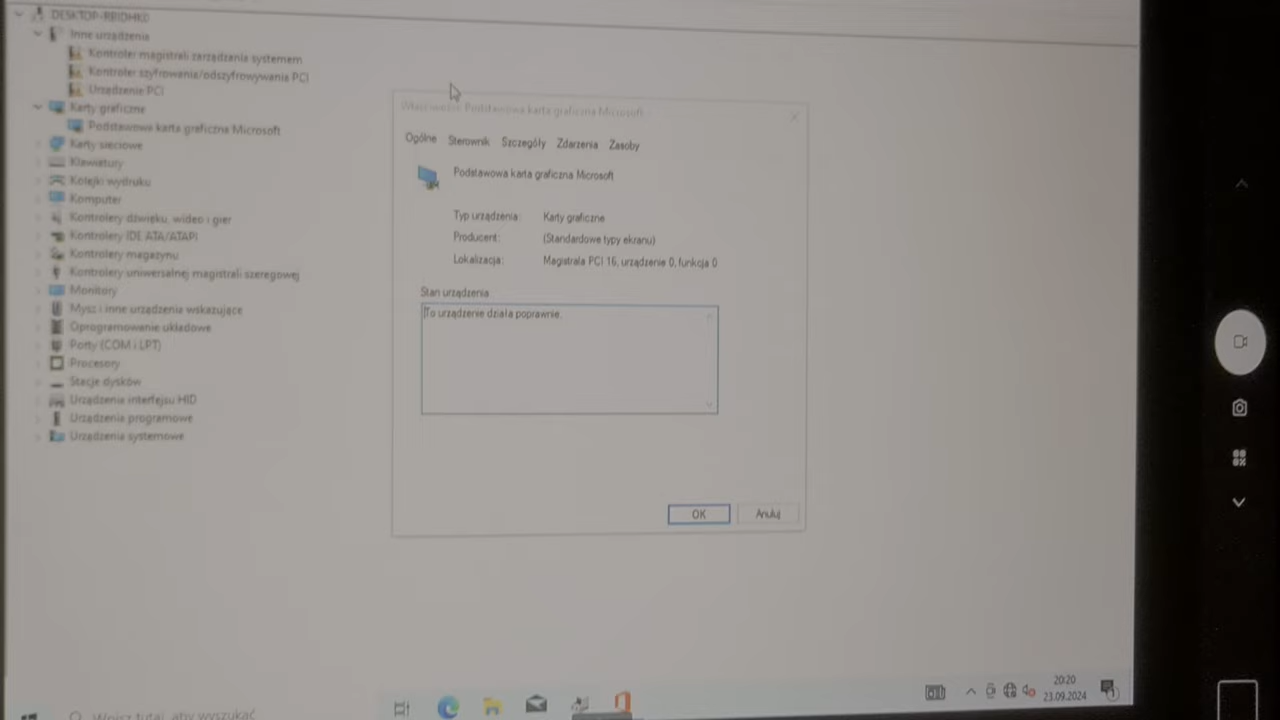 Inne urządzenia
Kontroler magistrali zarządzania systemem
Kontroler szyfrowania/odszyfrowywania PCI
Urządzenie PCI
Karty graficzne
Podstawowa karta graficzna Microsoft
Karty sieciowe
Klawiatury
Kolejki wydruku
Komputer
Kontrolery dźwięku, wideo i gier
Kontrolery IDE ATA/ATAPI
Kontrolery magazynu
Kontrolery uniwersalnej magistrali szeregowej
Monitory
Mysz i inne urządzenia wskazujące
Oprogramowanie układowe
Porty (COM i LPT)
Procesory
Stacje dysków
Urządzenia interfejsu HID
Urządzenia programowe
Urządzenia systemowe
Właściwości: Podstawowa karta graficzna Microsoft
Ogólne Sterownik Szczegóły Zdarzenia Zasoby
Podstawowa karta graficzna Microsoft
Typ urządzenia: Karty graficzne
Producent: (Standardowe typy ekranu)
Lokalizacja: Magistrala PCI 16, urządzenie 0, funkcja 0
Stan urządzenia
To urządzenie działa poprawnie.
OK Anuluj
Wpisz tutaj, aby wyszukać
20:20
23.09.2024
1